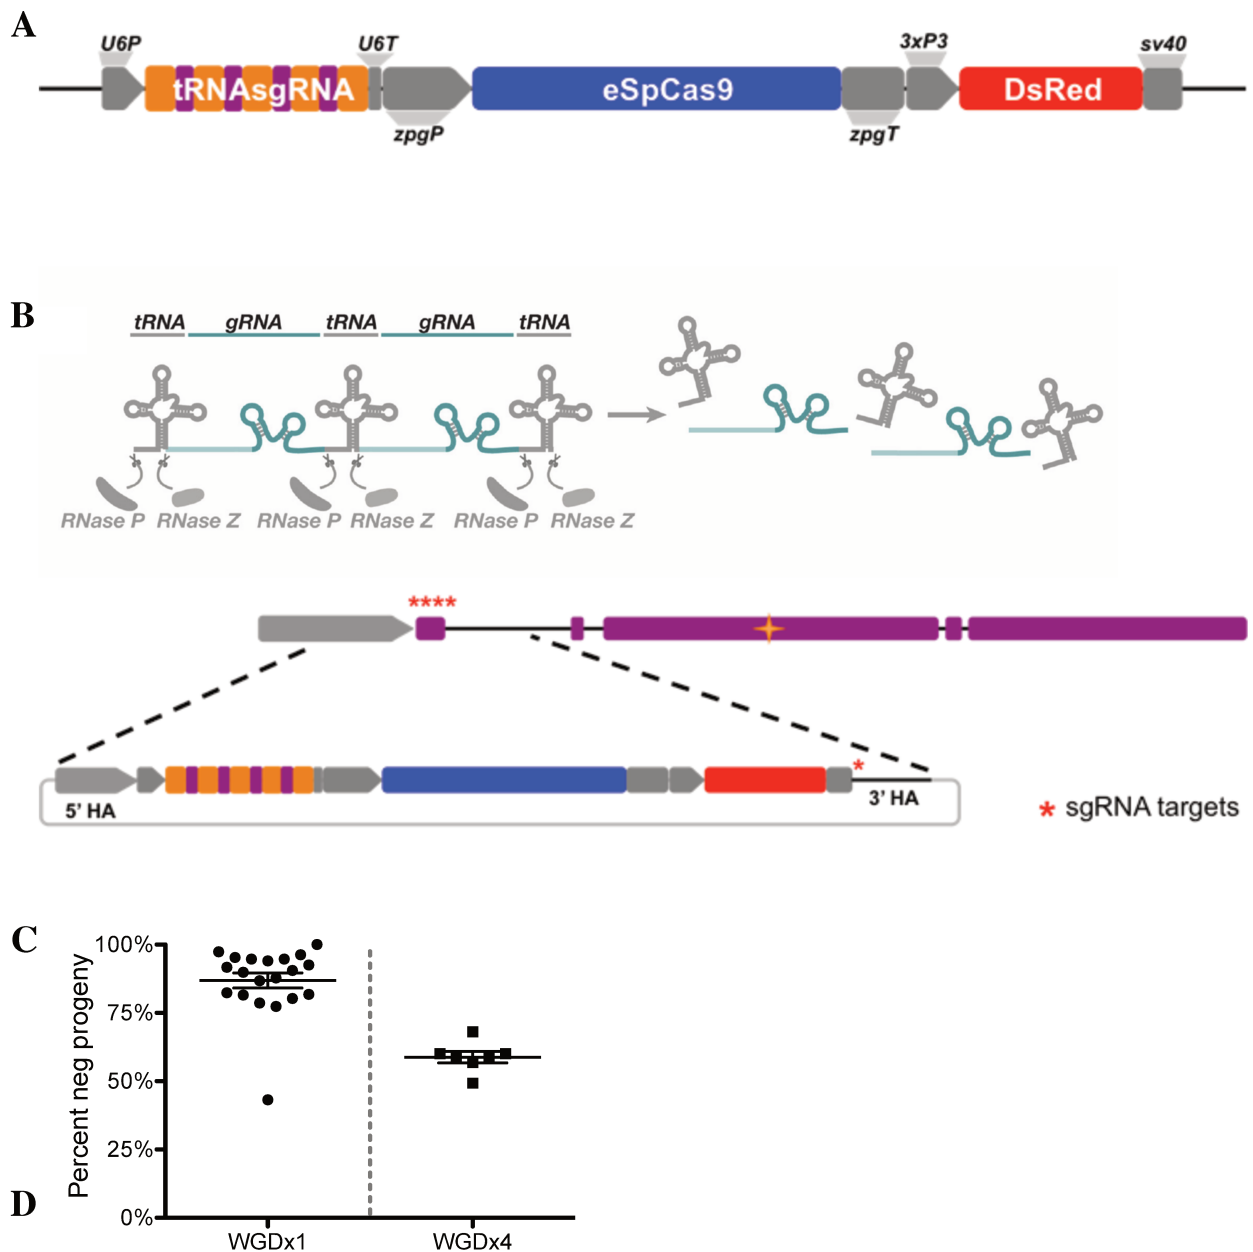 A
U6P U6T 3xP3 sv40
tRNAsgRNA eSpCas9 DsRed
zpgP zpgT
B
tRNA gRNA tRNA gRNA tRNA
RNase P RNase Z RNase P RNase Z RNase P RNase Z
****
*
5' HA 3' HA
* sgRNA targets
C
Percent neg progeny
100%
75%
50%
25%
0%
WGDx1 WGDx4
D